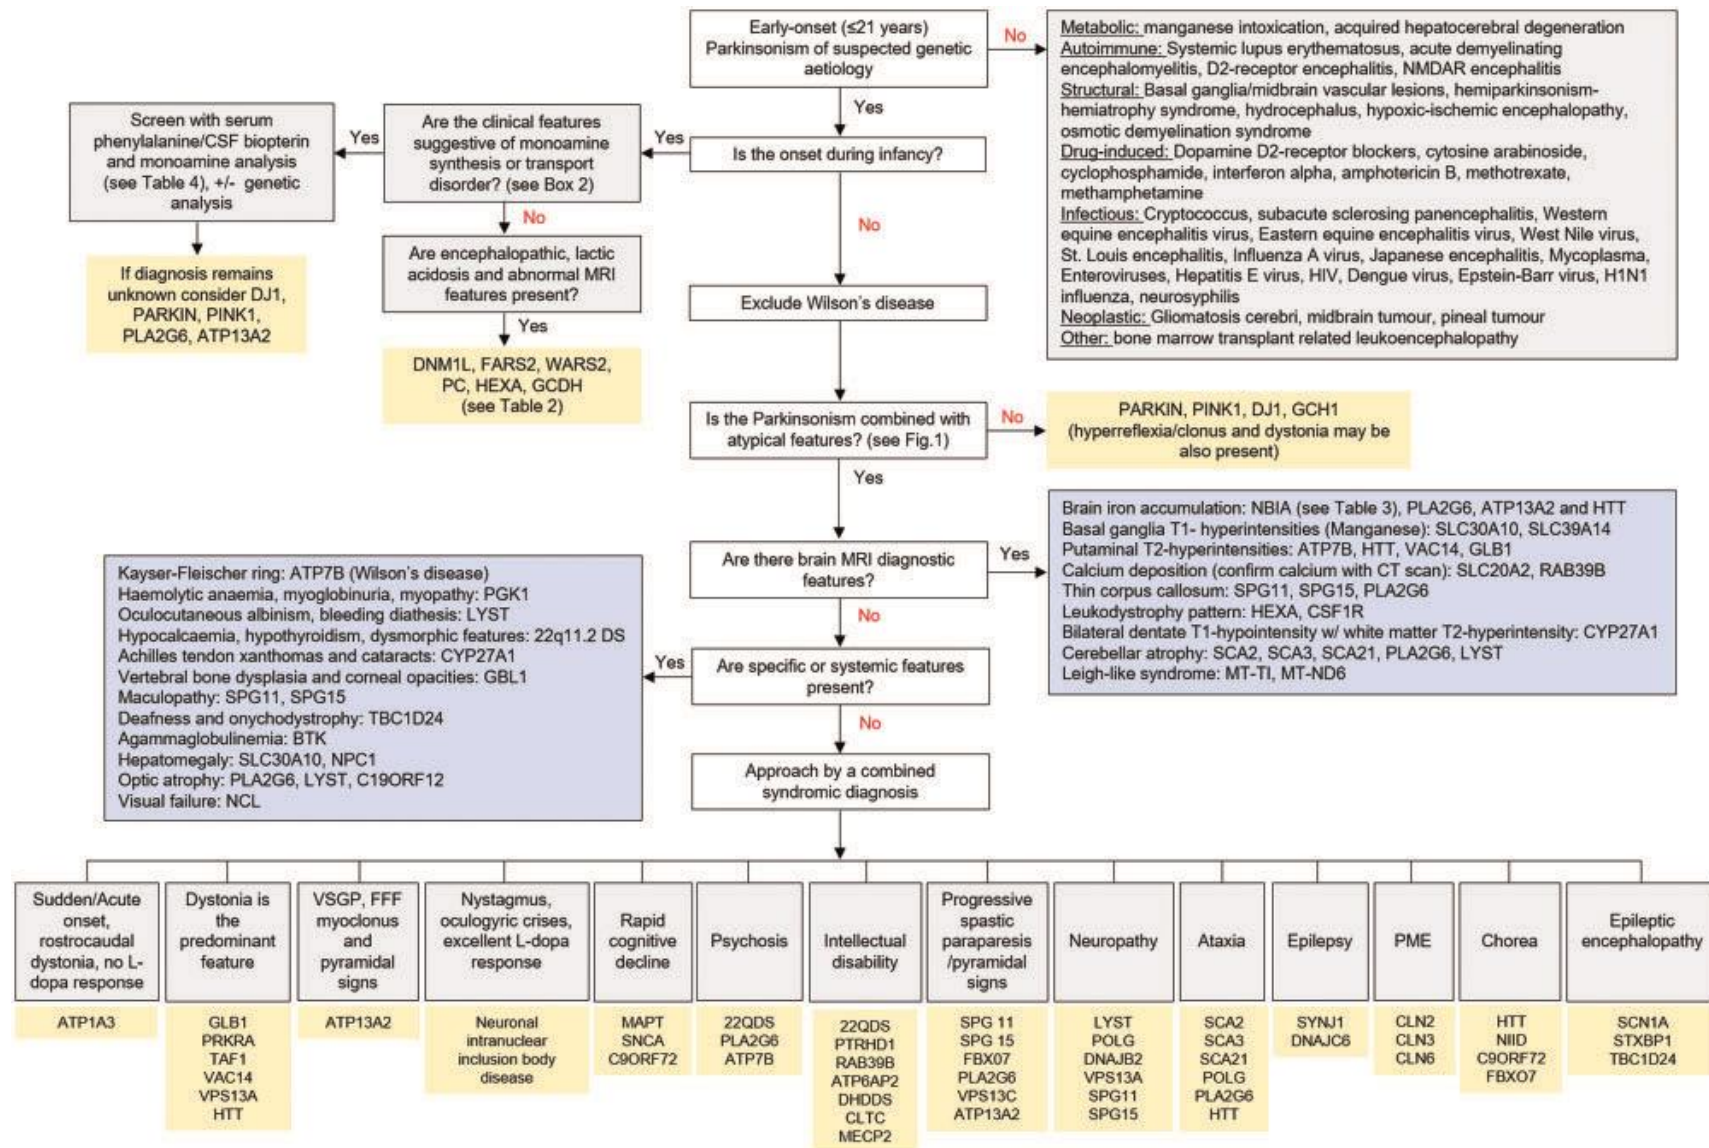 Early-onset (≤21 years)
Parkinsonism of suspected genetic
aetiology
No
Metabolic: manganese intoxication, acquired hepatocerebral degeneration
Autoimmune: Systemic lupus erythematosus, acute demyelinating
encephalomyelitis, D2-receptor encephalitis, NMDAR encephalitis
Structural: Basal ganglia/midbrain vascular lesions, hemiparkinsonism-
hemiatrophy syndrome, hydrocephalus, hypoxic-ischemic encephalopathy,
osmotic demyelination syndrome
Drug-induced: Dopamine D2-receptor blockers, cytosine arabinoside,
cyclophosphamide, interferon alpha, amphotericin B, methotrexate,
methamphetamine
Infectious: Cryptococcus, subacute sclerosing panencephalitis, Western
equine encephalitis virus, Eastern equine encephalitis virus, West Nile virus,
St. Louis encephalitis, Influenza A virus, Japanese encephalitis, Mycoplasma,
Enteroviruses, Hepatitis E virus, HIV, Dengue virus, Epstein-Barr virus, H1N1
influenza, neurosyphilis
Neoplastic: Gliomatosis cerebri, midbrain tumour, pineal tumour
Other: bone marrow transplant related leukoencephalopathy
Yes
Is the onset during infancy?
Yes
Are the clinical features
suggestive of monoamine
synthesis or transport
disorder? (see Box 2)
Yes
Screen with serum
phenylalanine/CSF biopterin
and monoamine analysis
(see Table 4), +/- genetic
analysis
If diagnosis remains
unknown consider DJ1,
PARKIN, PINK1,
PLA2G6, ATP13A2
No
Are encephalopathic, lactic
acidosis and abnormal MRI
features present?
Yes
DNM1L, FARS2, WARS2,
PC, HEXA, GCDH
(see Table 2)
No
Exclude Wilson's disease
Is the Parkinsonism combined with
atypical features? (see Fig.1)
No
PARKIN, PINK1, DJ1, GCH1
(hyperreflexia/clonus and dystonia may be
also present)
Yes
Are there brain MRI diagnostic
features?
Yes
Brain iron accumulation: NBIA (see Table 3), PLA2G6, ATP13A2 and HTT
Basal ganglia T1- hyperintensities (Manganese): SLC30A10, SLC39A14
Putaminal T2-hyperintensities: ATP7B, HTT, VAC14, GLB1
Calcium deposition (confirm calcium with CT scan): SLC20A2, RAB39B
Thin corpus callosum: SPG11, SPG15, PLA2G6
Leukodystrophy pattern: HEXA, CSF1R
Bilateral dentate T1-hypointensity w/ white matter T2-hyperintensity: CYP27A1
Cerebellar atrophy: SCA2, SCA3, SCA21, PLA2G6, LYST
Leigh-like syndrome: MT-TI, MT-ND6
No
Are specific or systemic features
present?
Yes
Kayser-Fleischer ring: ATP7B (Wilson's disease)
Haemolytic anaemia, myoglobinuria, myopathy: PGK1
Oculocutaneous albinism, bleeding diathesis: LYST
Hypocalcaemia, hypothyroidism, dysmorphic features: 22q11.2 DS
Achilles tendon xanthomas and cataracts: CYP27A1
Vertebral bone dysplasia and corneal opacities: GBL1
Maculopathy: SPG11, SPG15
Deafness and onychodystrophy: TBC1D24
Agammaglobulinemia: BTK
Hepatomegaly: SLC30A10, NPC1
Optic atrophy: PLA2G6, LYST, C19ORF12
Visual failure: NCL
No
Approach by a combined
syndromic diagnosis
Sudden/Acute
onset,
rostrocaudal
dystonia, no L-
dopa response
ATP1A3
Dystonia is
the
predominant
feature
GLB1
PRKRA
TAF1
VAC14
VPS13A
HTT
VSGP, FFF
myoclonus
and
pyramidal
signs
ATP13A2
Nystagmus,
oculogyric crises,
excellent L-dopa
response
Neuronal
intranuclear
inclusion body
disease
Rapid
cognitive
decline
MAPT
SNCA
C9ORF72
Psychosis
22QDS
PLA2G6
ATP7B
Intellectual
disability
22QDS
PTRHD1
RAB39B
ATP6AP2
DHDDS
CLTC
MECP2
Progressive
spastic
paraparesis
/pyramidal
signs
SPG 11
SPG 15
FBX07
PLA2G6
VPS13C
ATP13A2
Neuropathy
LYST
POLG
DNAJB2
VPS13A
SPG11
SPG15
Ataxia
SCA2
SCA3
SCA21
POLG
PLA2G6
HTT
Epilepsy
SYNJ1
DNAJC6
PME
CLN2
CLN3
CLN6
Chorea
HTT
NIID
C9ORF72
FBXO7
Epileptic
encephalopathy
SCN1A
STXBP1
TBC1D24